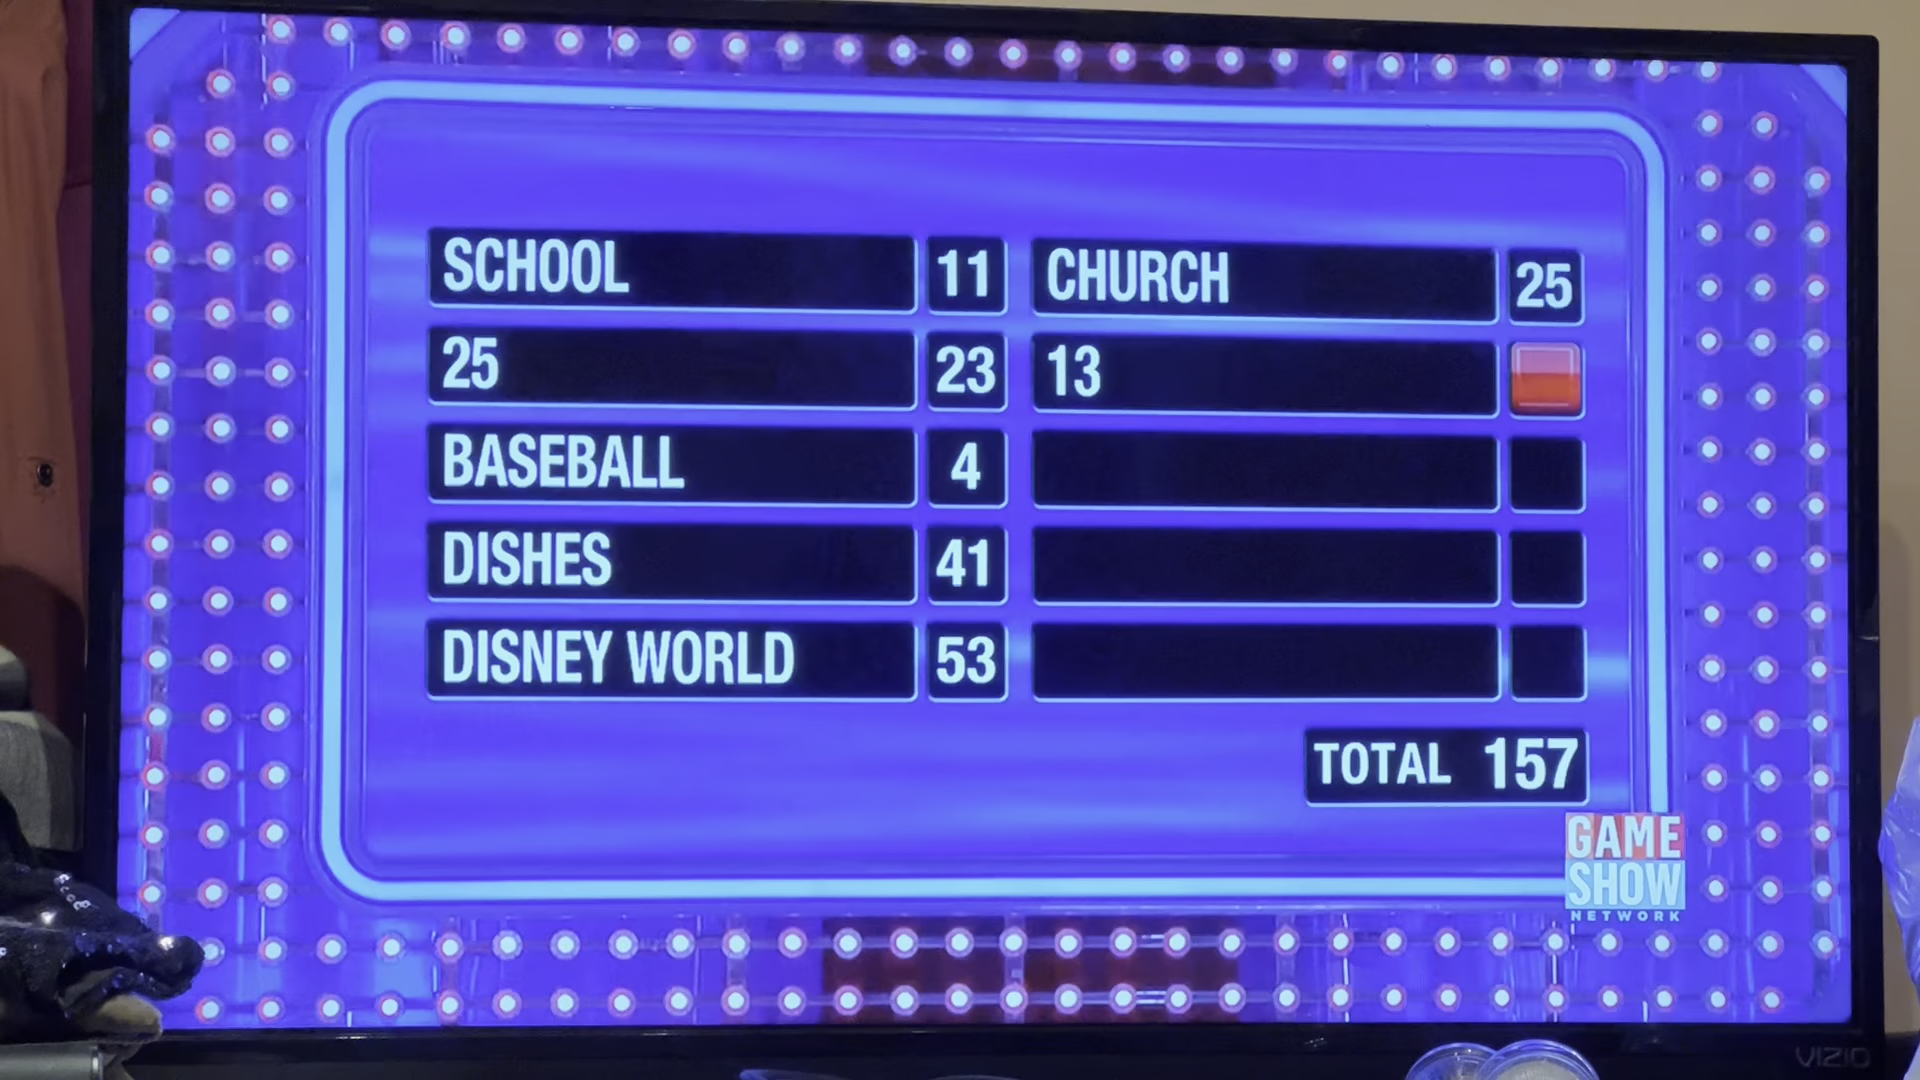 SCHOOL 11 CHURCH 25
25 23 13
BASEBALL 4
DISHES 41
DISNEY WORLD 53
TOTAL 157
GAME
SHOW
NETWORK
VIZIO